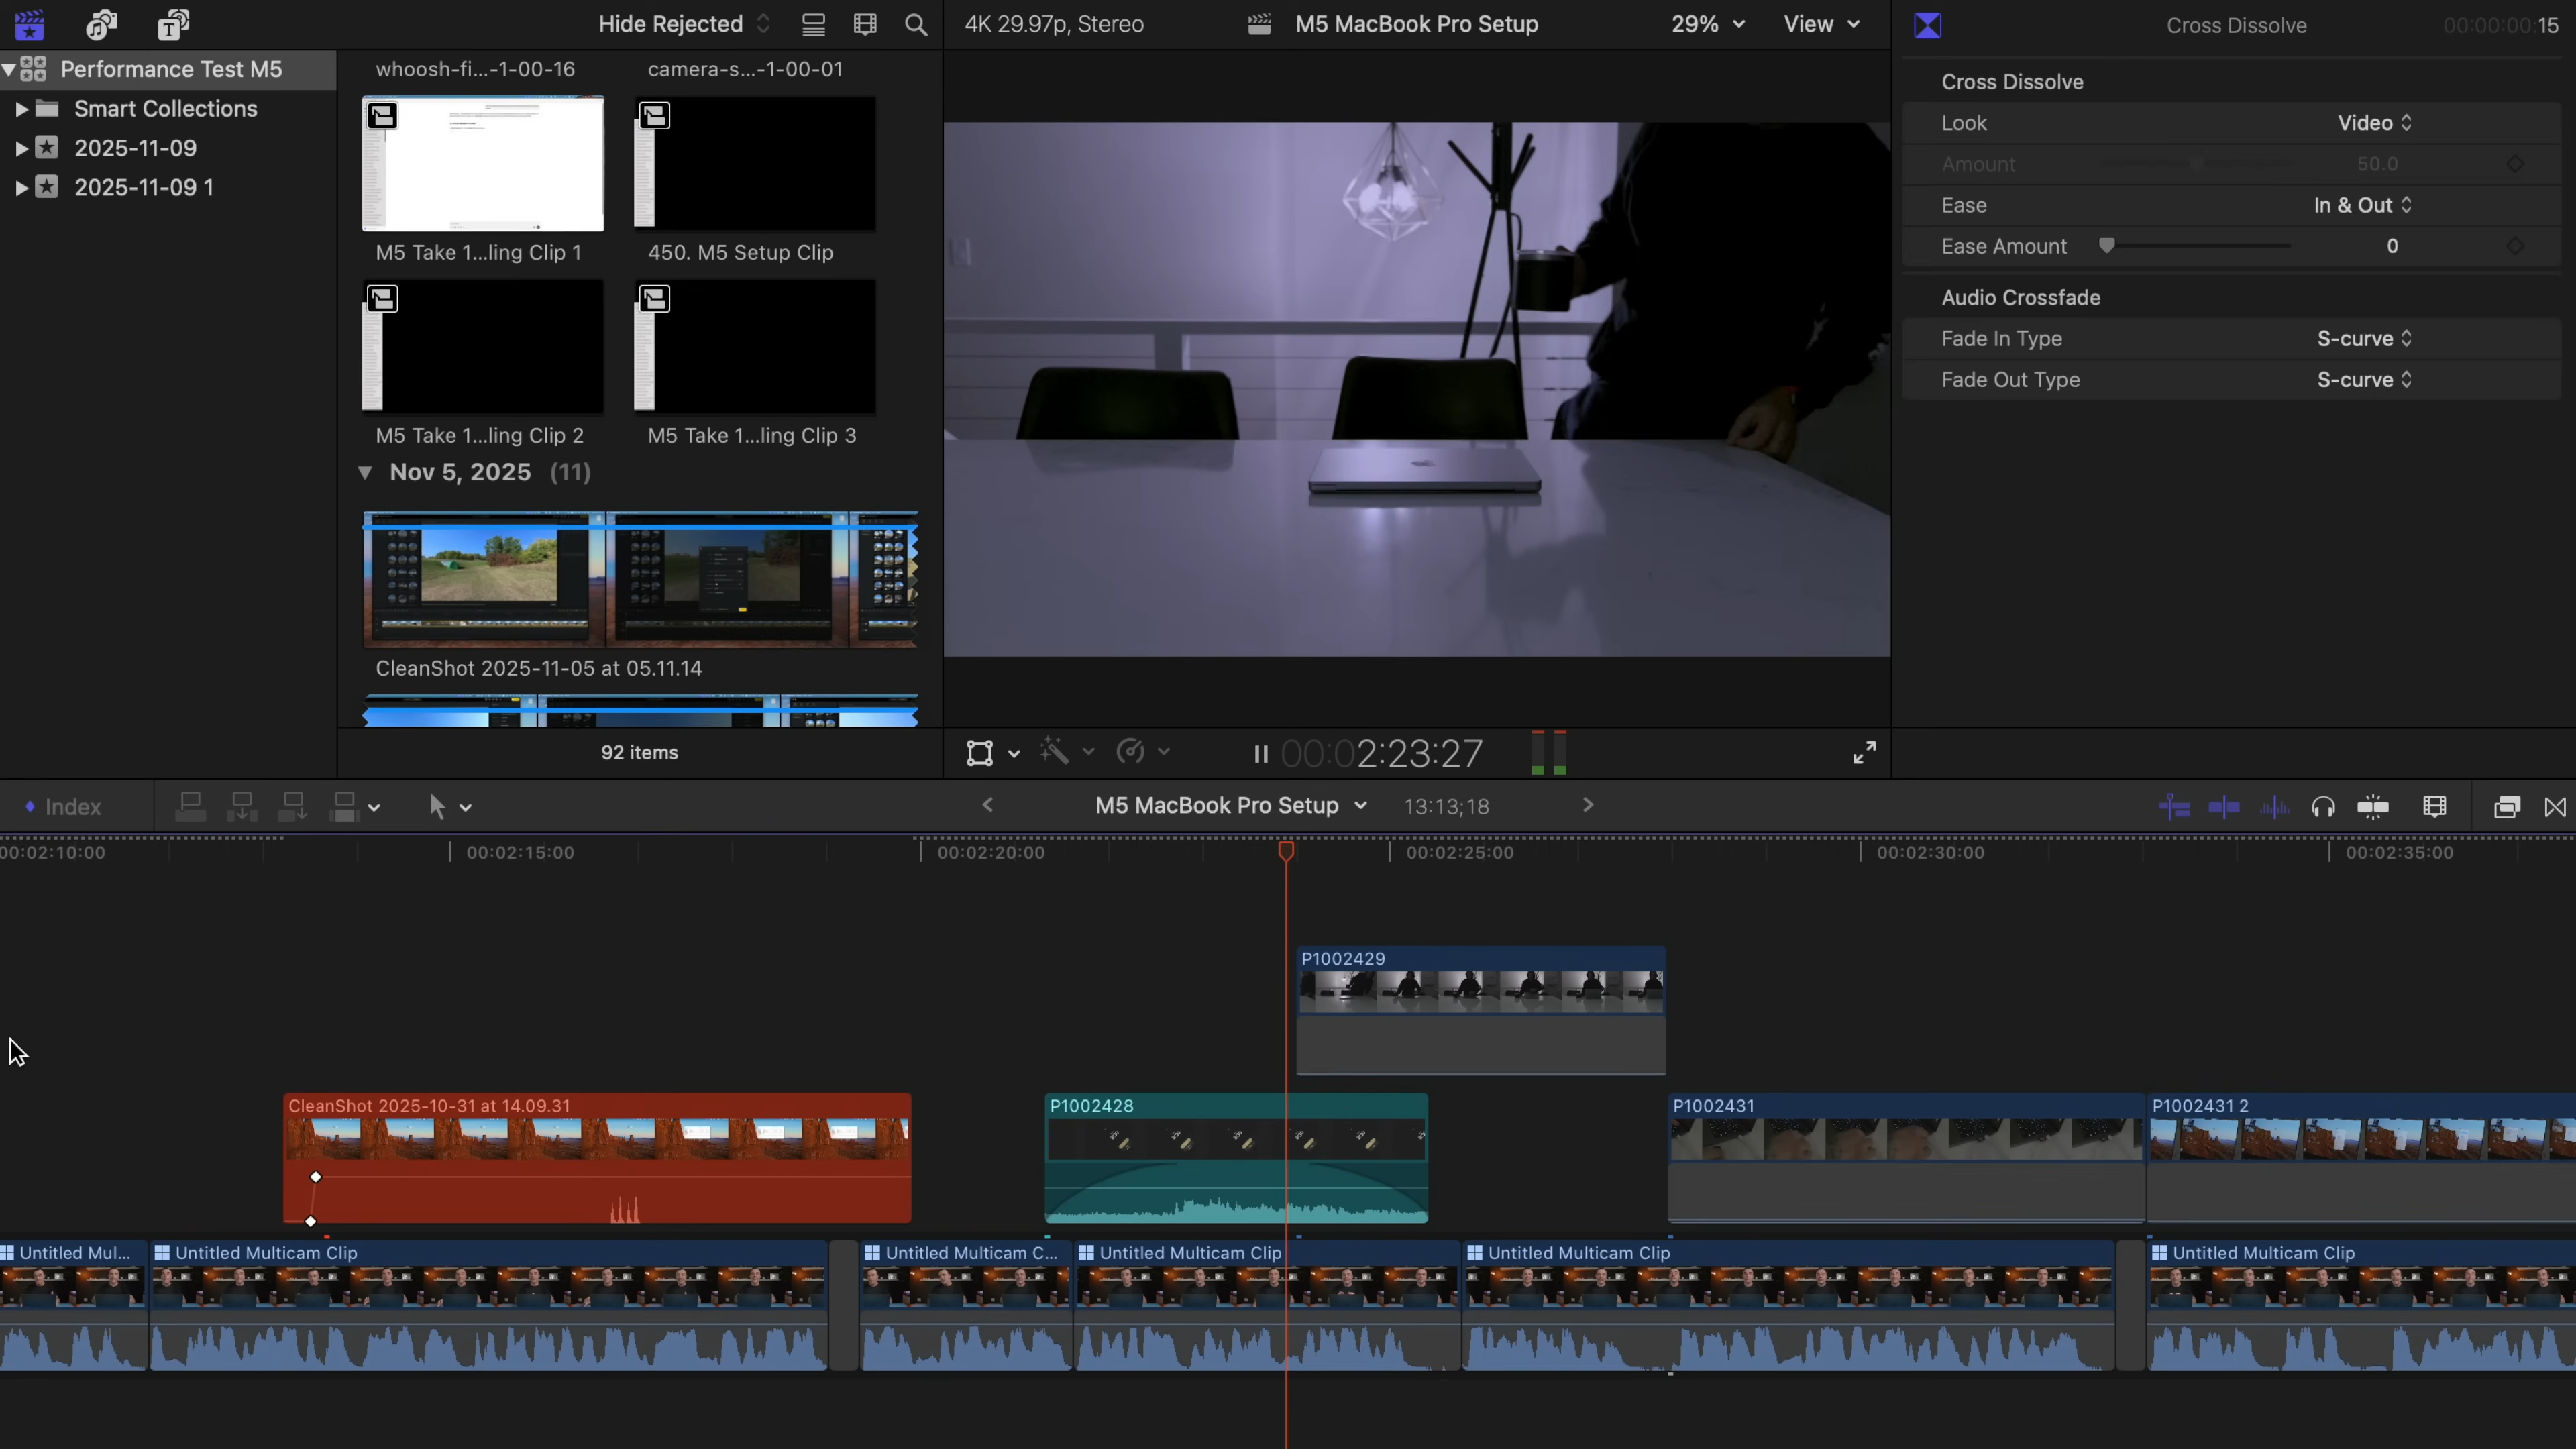 Hide Rejected
4K 29.97p, Stereo
M5 MacBook Pro Setup
29%
View
Cross Dissolve
00:00:00:15
Performance Test M5
Smart Collections
2025-11-09
2025-11-09 1
whoosh-fi...-1-00-16
camera-s...-1-00-01
M5 Take 1...ling Clip 1
450. M5 Setup Clip
M5 Take 1...ling Clip 2
M5 Take 1...ling Clip 3
Nov 5, 2025 (11)
CleanShot 2025-11-05 at 05.11.14
92 items
Cross Dissolve
Look
Video
Amount
50.0
Ease
In & Out
Ease Amount
0
Audio Crossfade
Fade In Type
S-curve
Fade Out Type
S-curve
00:02:23:27
Index
M5 MacBook Pro Setup
13:13;18
00:02:10:00
00:02:15:00
00:02:20:00
00:02:25:00
00:02:30:00
00:02:35:00
P1002429
CleanShot 2025-10-31 at 14.09.31
P1002428
P1002431
P1002431 2
Untitled Mul...
Untitled Multicam Clip
Untitled Multicam C...
Untitled Multicam Clip
Untitled Multicam Clip
Untitled Multicam Clip